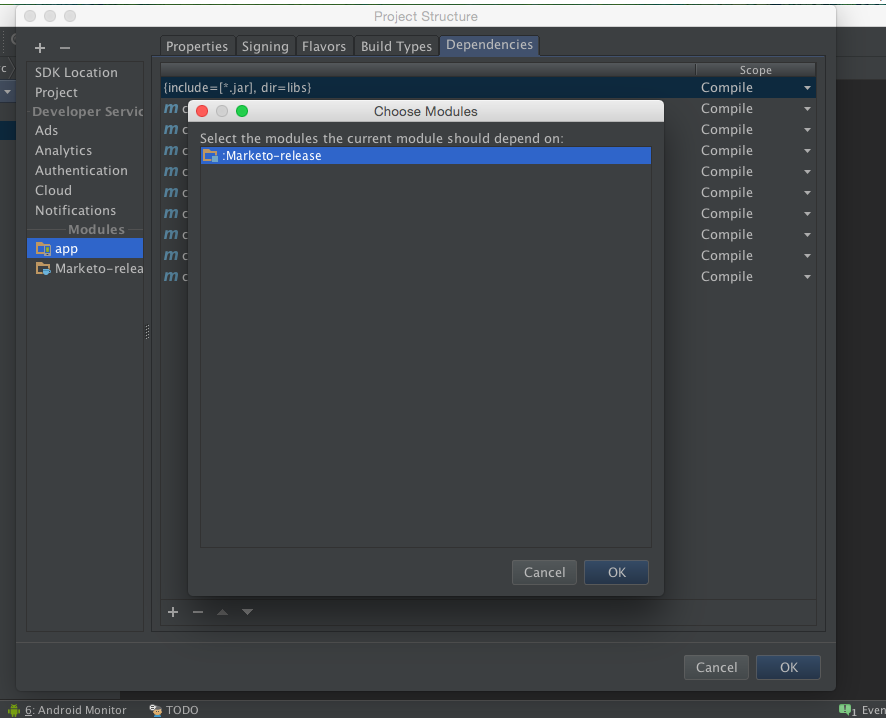 Project Structure
Properties Signing Flavors Build Types Dependencies
SDK Location
Project
Developer Servic
Ads
Analytics
Authentication
Cloud
Notifications
Modules
app
Marketo-relea
Scope
{include=[*.jar], dir=libs} Compile
m c Compile
m c Compile
m c Compile
m c Compile
m c Compile
m c Compile
m c Compile
m c Compile
m c Compile
Choose Modules
Select the modules the current module should depend on:
:Marketo-release
Cancel OK
Cancel OK
6: Android Monitor TODO 1 Even